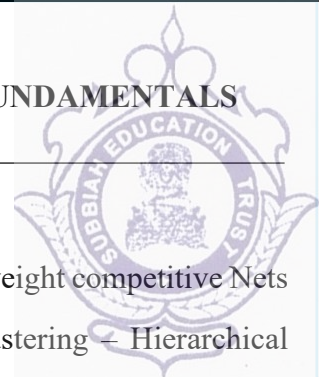 UNDAMENTALS
EDUCATION
SUBBIAH TRUST
eight competitive Nets
stering – Hierarchical